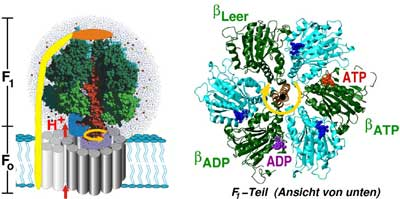 F₁
H⁺
Fₒ
βLeer
ATP
βATP
βADP
ADP
F₁-Teil (Ansicht von unten)